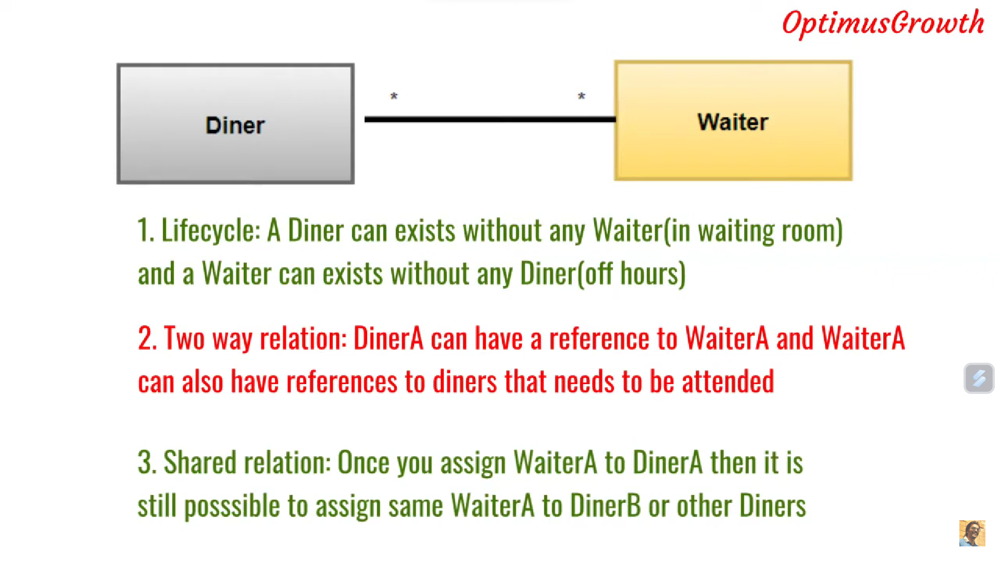 OptimusGrowth
Diner
*
*
Waiter
1. Lifecycle: A Diner can exists without any Waiter(in waiting room)
and a Waiter can exists without any Diner(off hours)
2. Two way relation: DinerA can have a reference to WaiterA and WaiterA
can also have references to diners that needs to be attended
3. Shared relation: Once you assign WaiterA to DinerA then it is
still posssible to assign same WaiterA to DinerB or other Diners